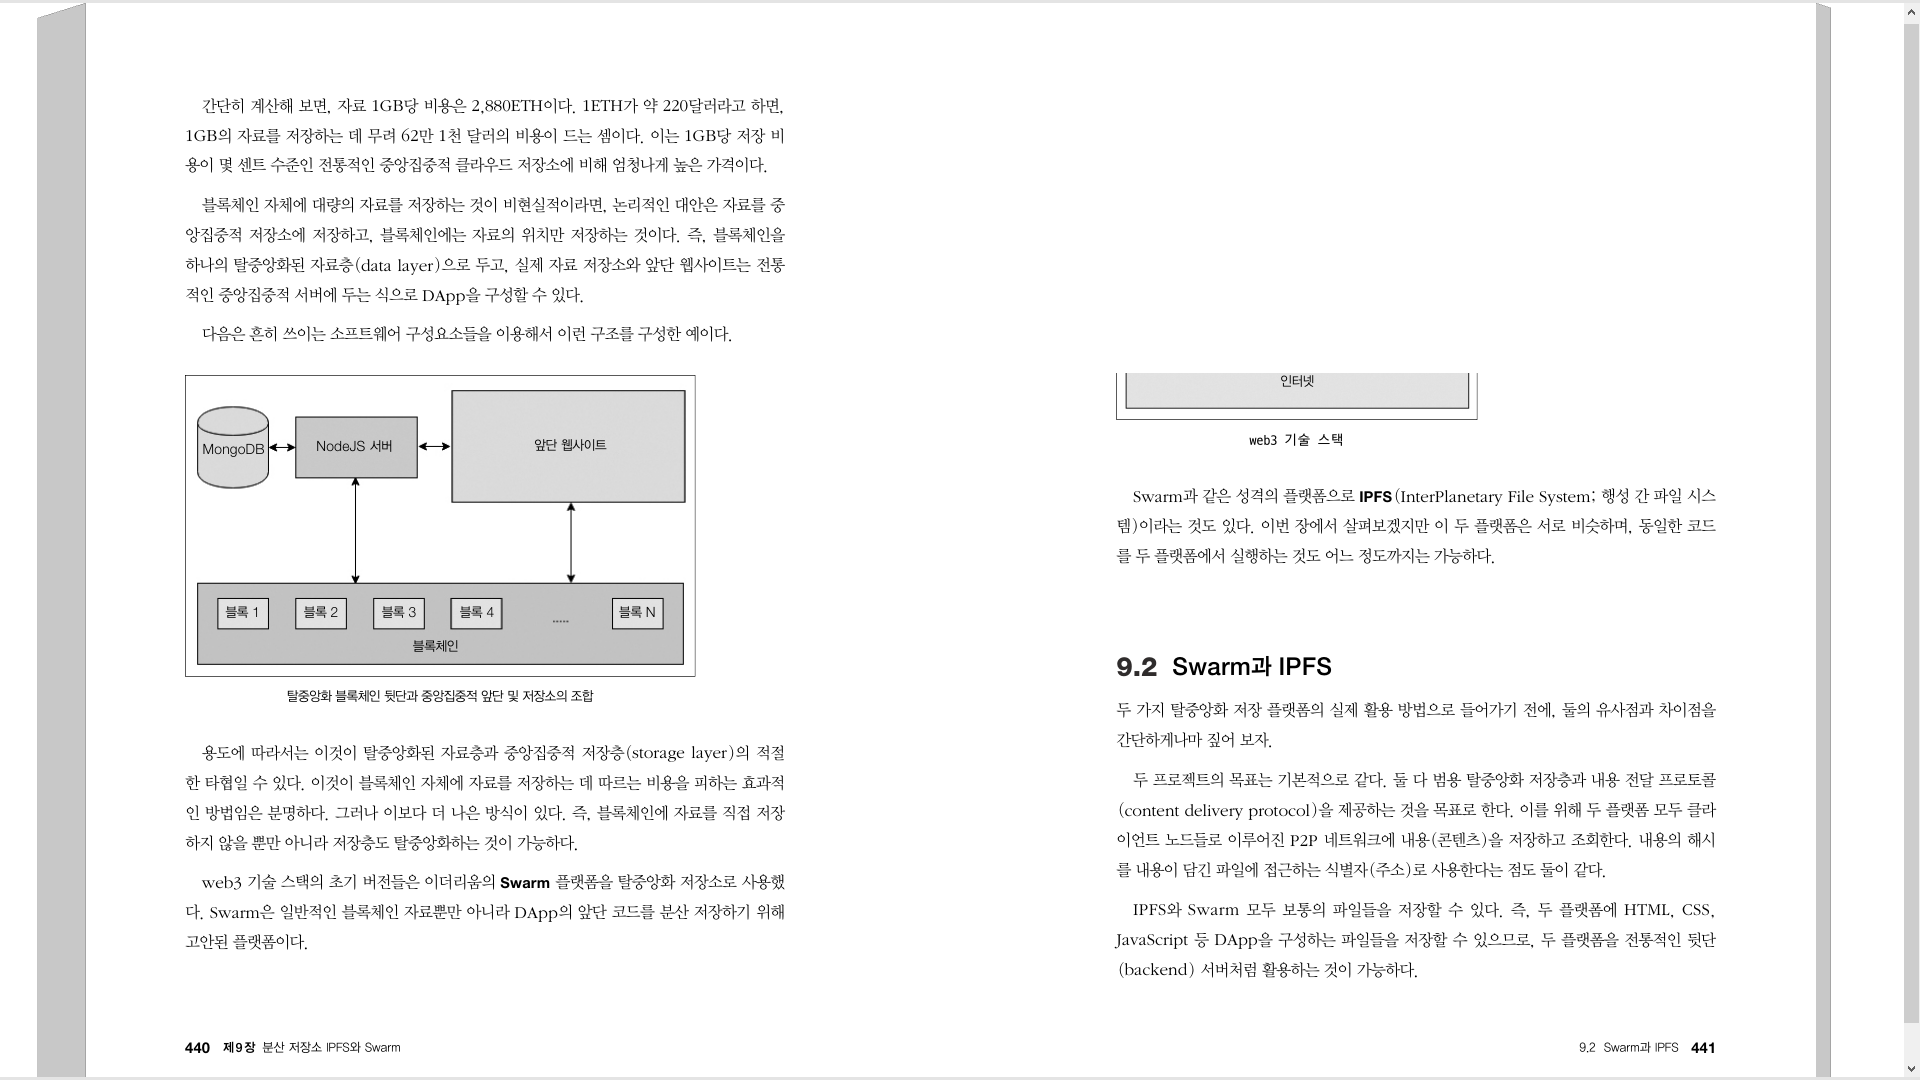 간단히 계산해 보면, 자료 1GB당 비용은 2,880ETH이다. 1ETH가 약 220달러라고 하면,
1GB의 자료를 저장하는 데 무려 62만 1천 달러의 비용이 드는 셈이다. 이는 1GB당 저장 비
용이 몇 센트 수준인 전통적인 중앙집중적 클라우드 저장소에 비해 엄청나게 높은 가격이다.
블록체인 자체에 대량의 자료를 저장하는 것이 비현실적이라면, 논리적인 대안은 자료를 중
앙집중적 저장소에 저장하고, 블록체인에는 자료의 위치만 저장하는 것이다. 즉, 블록체인을
하나의 탈중앙화된 자료층(data layer)으로 두고, 실제 자료 저장소와 앞단 웹사이트는 전통
적인 중앙집중적 서버에 두는 식으로 DApp을 구성할 수 있다.
다음은 흔히 쓰이는 소프트웨어 구성요소들을 이용해서 이런 구조를 구성한 예이다.
MongoDB
NodeJS 서버
앞단 웹사이트
블록 1
블록 2
블록 3
블록 4
.....
블록 N
블록체인
탈중앙화 블록체인 뒷단과 중앙집중적 앞단 및 저장소의 조합
용도에 따라서는 이것이 탈중앙화된 자료층과 중앙집중적 저장층(storage layer)의 적절
한 타협일 수 있다. 이것이 블록체인 자체에 자료를 저장하는 데 따르는 비용을 피하는 효과적
인 방법임은 분명하다. 그러나 이보다 더 나은 방식이 있다. 즉, 블록체인에 자료를 직접 저장
하지 않을 뿐만 아니라 저장층도 탈중앙화하는 것이 가능하다.
web3 기술 스택의 초기 버전들은 이더리움의 Swarm 플랫폼을 탈중앙화 저장소로 사용했
다. Swarm은 일반적인 블록체인 자료뿐만 아니라 DApp의 앞단 코드를 분산 저장하기 위해
고안된 플랫폼이다.
440 제9장 분산 저장소 IPFS와 Swarm
인터넷
web3 기술 스택
Swarm과 같은 성격의 플랫폼으로 IPFS(InterPlanetary File System; 행성 간 파일 시스
템)이라는 것도 있다. 이번 장에서 살펴보겠지만 이 두 플랫폼은 서로 비슷하며, 동일한 코드
를 두 플랫폼에서 실행하는 것도 어느 정도까지는 가능하다.
9.2 Swarm과 IPFS
두 가지 탈중앙화 저장 플랫폼의 실제 활용 방법으로 들어가기 전에, 둘의 유사점과 차이점을
간단하게나마 짚어 보자.
두 프로젝트의 목표는 기본적으로 같다. 둘 다 범용 탈중앙화 저장층과 내용 전달 프로토콜
(content delivery protocol)을 제공하는 것을 목표로 한다. 이를 위해 두 플랫폼 모두 클라
이언트 노드들로 이루어진 P2P 네트워크에 내용(콘텐츠)을 저장하고 조회한다. 내용의 해시
를 내용이 담긴 파일에 접근하는 식별자(주소)로 사용한다는 점도 둘이 같다.
IPFS와 Swarm 모두 보통의 파일들을 저장할 수 있다. 즉, 두 플랫폼에 HTML, CSS,
JavaScript 등 DApp을 구성하는 파일들을 저장할 수 있으므로, 두 플랫폼을 전통적인 뒷단
(backend) 서버처럼 활용하는 것이 가능하다.
9.2 Swarm과 IPFS 441